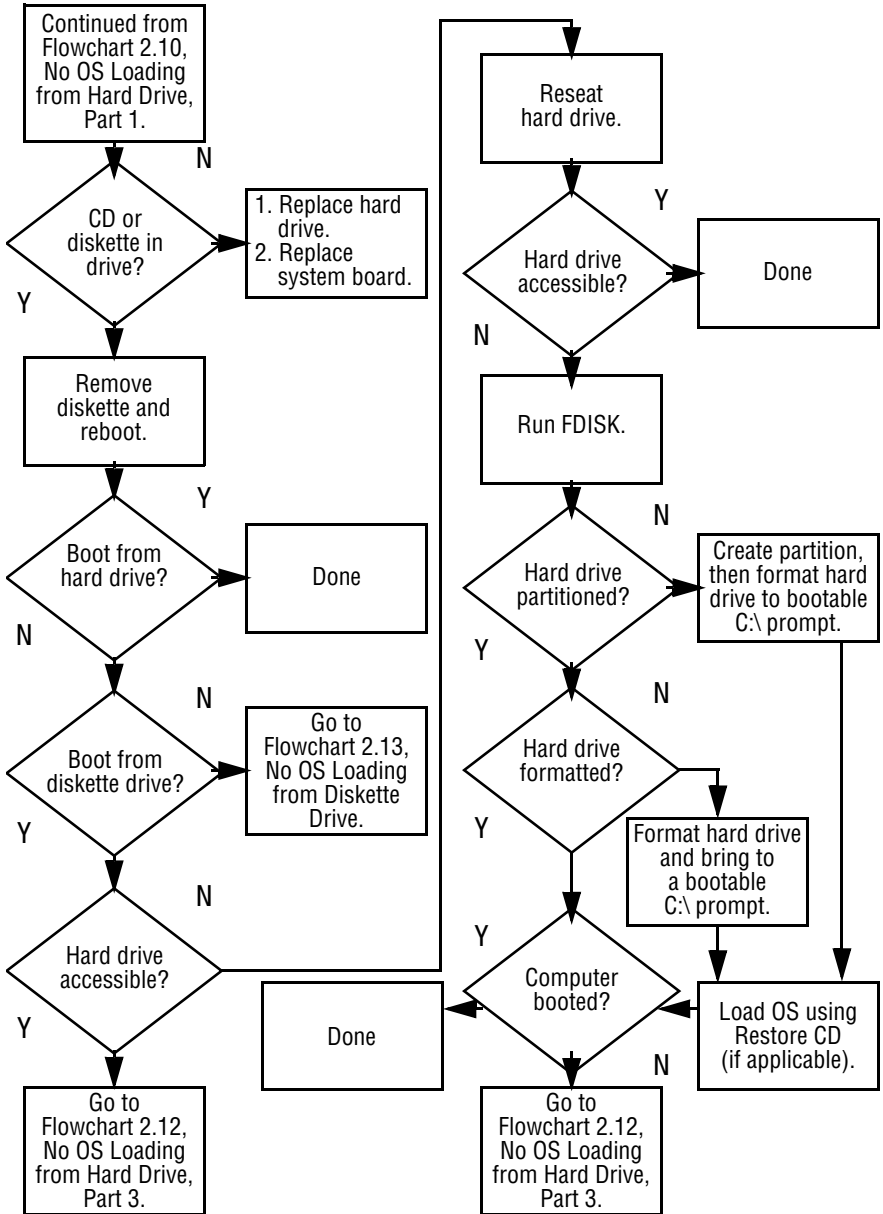 Continued from
Flowchart 2.10,
No OS Loading
from Hard Drive,
Part 1.
N
CD or
diskette in
drive?
1. Replace hard
drive.
2. Replace
system board.
Y
Remove
diskette and
reboot.
Y
Boot from
hard drive?
Done
N
N
Boot from
diskette drive?
Go to
Flowchart 2.13,
No OS Loading
from Diskette
Drive.
Y
N
Hard drive
accessible?
Y
Go to
Flowchart 2.12,
No OS Loading
from Hard Drive,
Part 3.
Reseat
hard drive.
Y
Hard drive
accessible?
Done
N
Run FDISK.
N
Hard drive
partitioned?
Create partition,
then format hard
drive to bootable
C:\ prompt.
Y
N
Hard drive
formatted?
Y
Format hard drive
and bring to
a bootable
C:\ prompt.
Y
Computer
booted?
Done
Load OS using
Restore CD
(if applicable).
N
Go to
Flowchart 2.12,
No OS Loading
from Hard Drive,
Part 3.